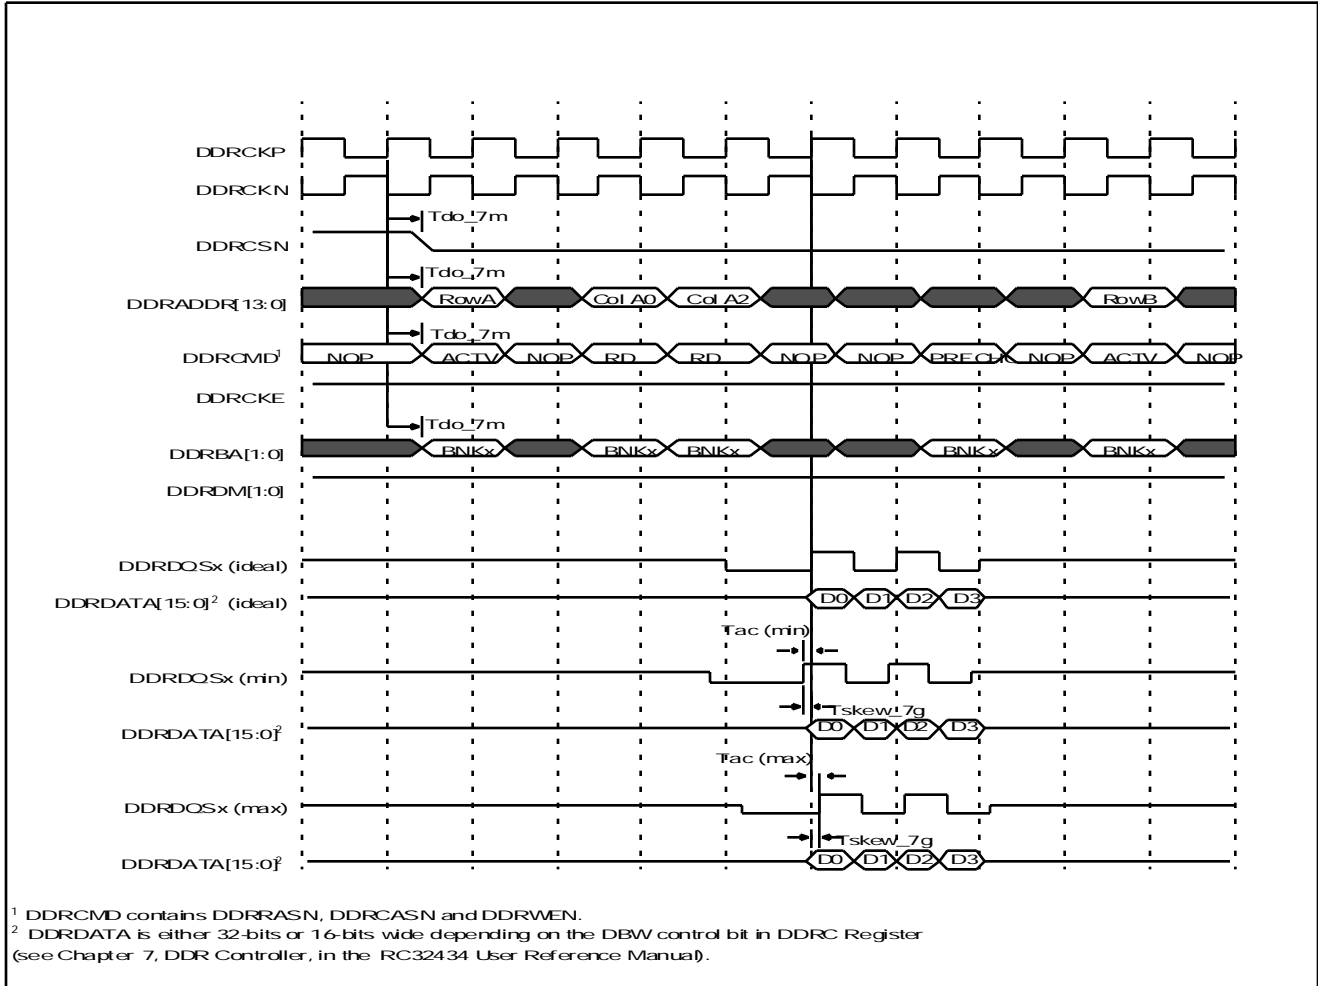 DDRCKP
DDRCKN
Tdo_7m
DDRCSN
Tdo_7m
DDRADDR[13:0] RowA Col A0 Col A2 RowB
Tdo_7m
DDRCMD1 NOP ACTV NOP RD RD NOP NOP PRECHG NOP ACTV NOP
DDRCKE
Tdo_7m
DDRBA[1:0] BNKx BNKx BNKx BNKx BNKx
DDRDM[1:0]
DDRDQSx (ideal)
DDRDATA[15:0]2 (ideal) D0 D1 D2 D3
Tac (min)
DDRDQSx (min)
Tskew_7g
DDRDATA[15:0]2 D0 D1 D2 D3
Tac (max)
DDRDQSx (max)
Tskew_7g
DDRDATA[15:0]2 D0 D1 D2 D3
1 DDRCMD contains DDRRASN, DDRCASN and DDRWEN.
2 DDRDATA is either 32-bits or 16-bits wide depending on the DBW control bit in DDRC Register
(see Chapter 7, DDR Controller, in the RC32434 User Reference Manual).